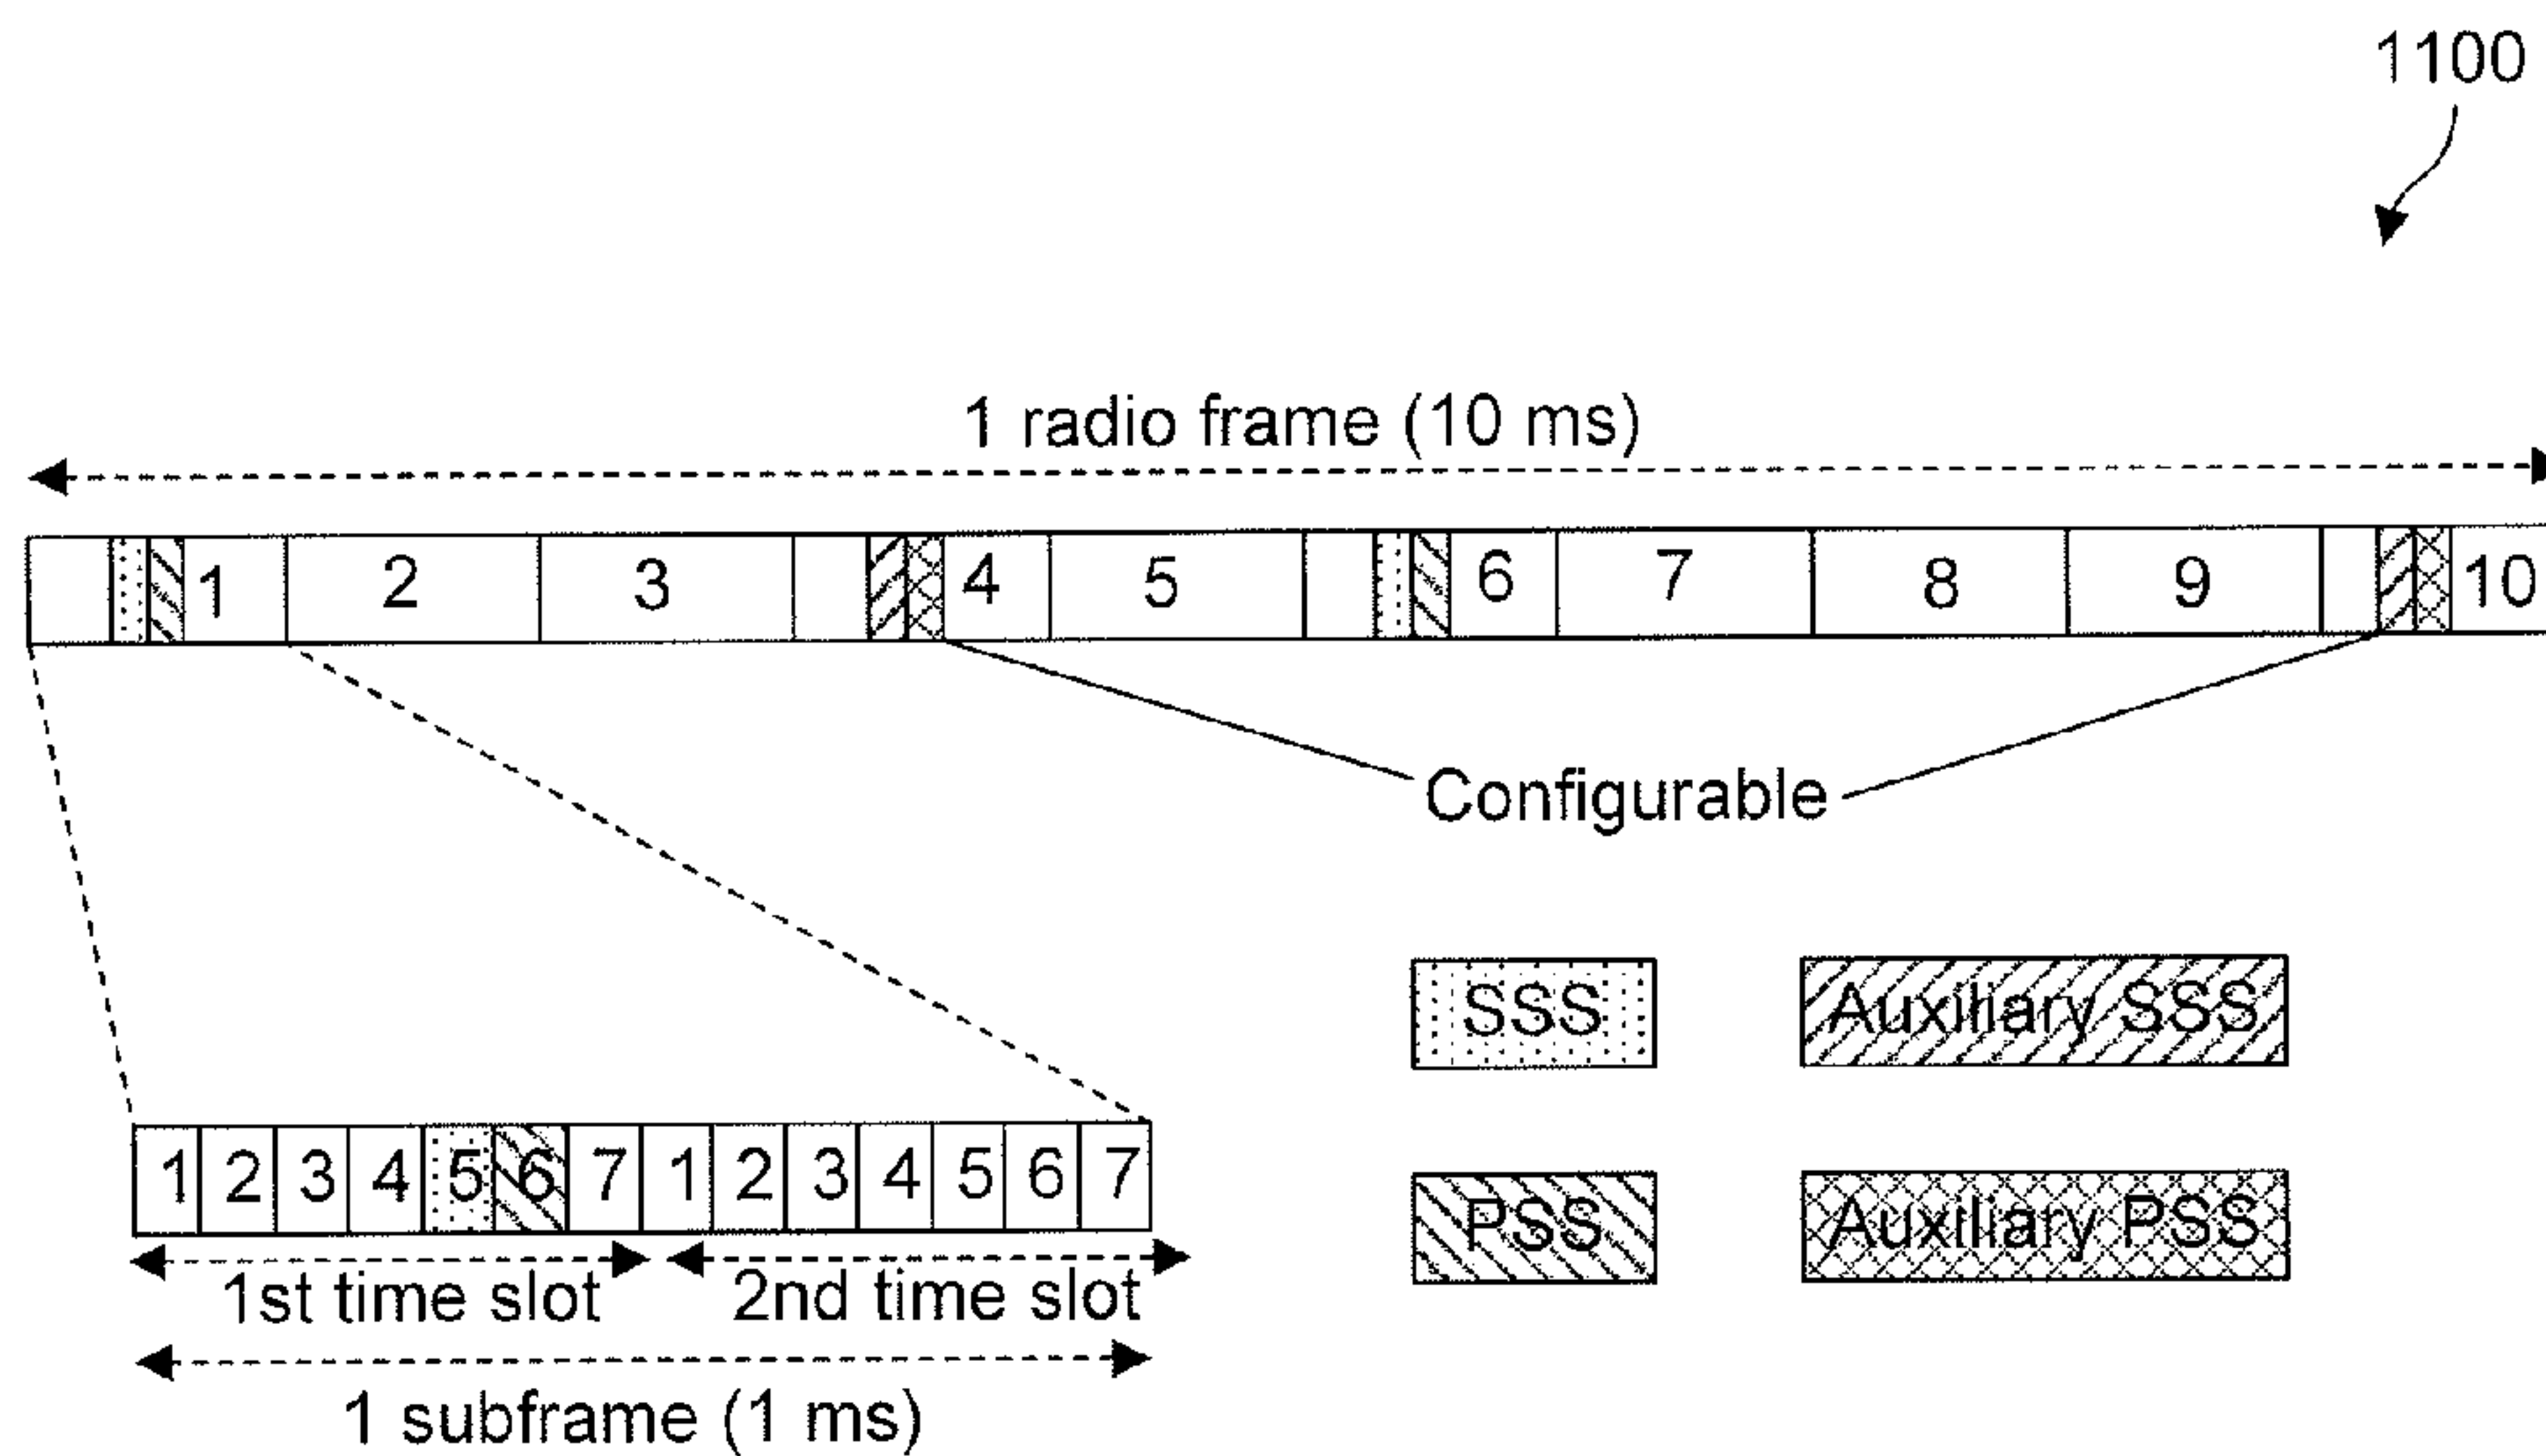 1100
1 radio frame (10 ms)
1 2 3 4 5 6 7 8 9 10
Configurable
SSS Auxiliary SSS
1 2 3 4 5 6 7 1 2 3 4 5 6 7
PSS Auxiliary PSS
1st time slot 2nd time slot
1 subframe (1 ms)